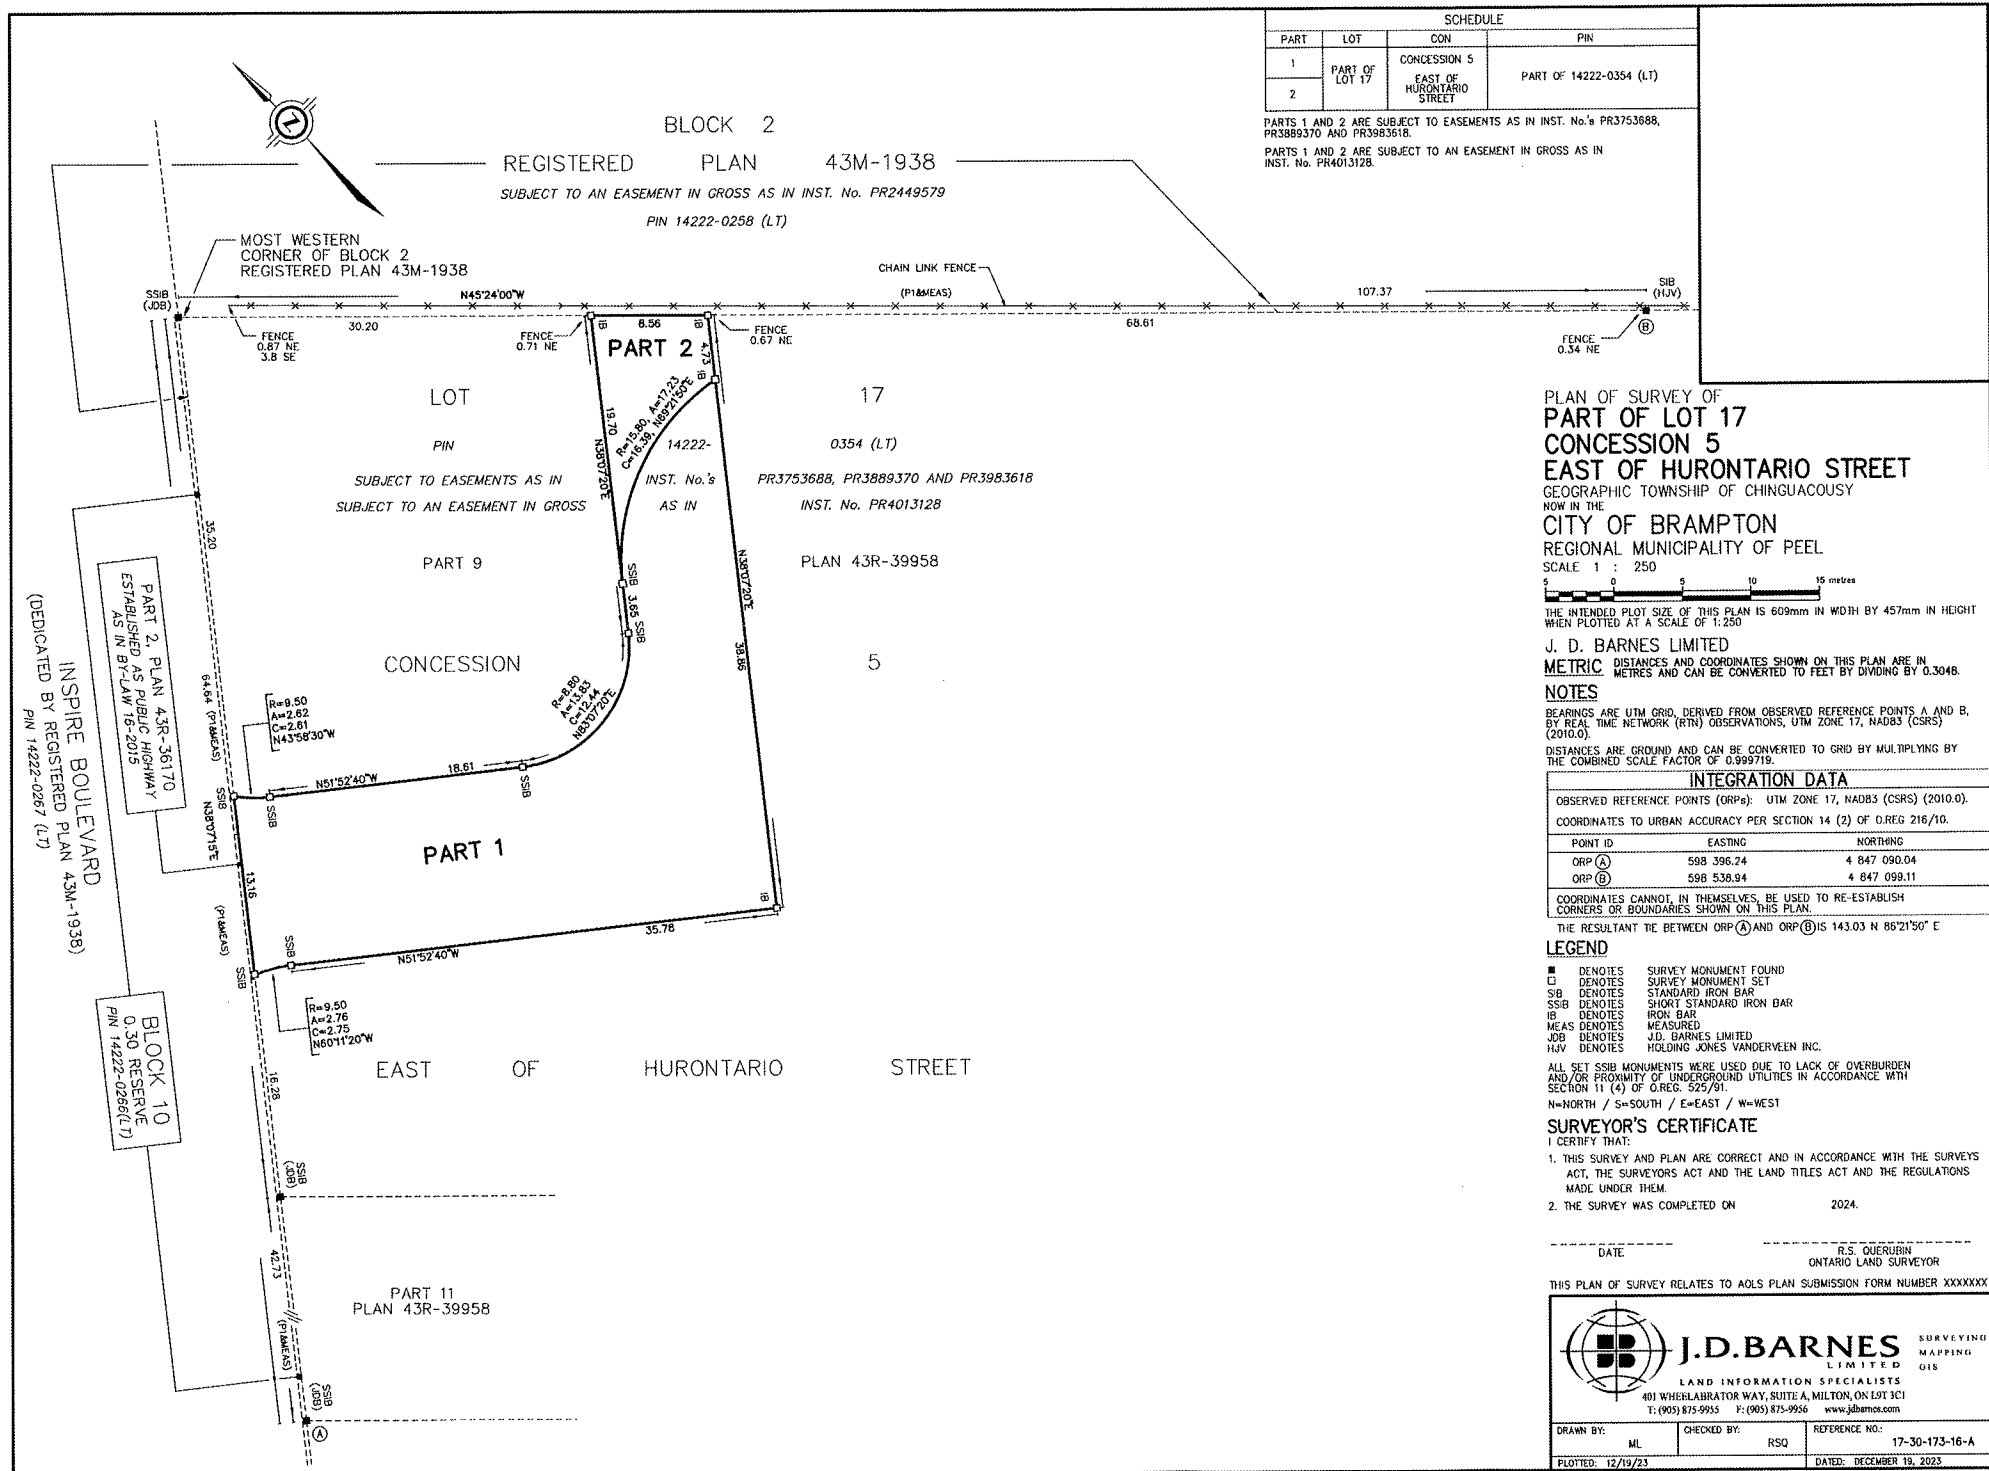 SCHEDULE
PART LOT CON PIN
1
2
PART OF
LOT 17
CONCESSION 5
EAST OF
HURONTARIO
STREET
PART OF 14222-0354 (LT)
PARTS 1 AND 2 ARE SUBJECT TO EASEMENTS AS IN INST. No.'s PR3753688,
PR3889370 AND PR3983618.
PARTS 1 AND 2 ARE SUBJECT TO AN EASEMENT IN GROSS AS IN
INST. No. PR4013128.
Z
BLOCK 2
REGISTERED PLAN 43M-1938
SUBJECT TO AN EASEMENT IN GROSS AS IN INST. No. PR2449579
PIN 14222-0258 (LT)
MOST WESTERN
CORNER OF BLOCK 2
REGISTERED PLAN 43M-1938
CHAIN LINK FENCE
(P1&MEAS)
SSIB
(JDB)
N45°24'00"W
107.37
SIB
(HJV)
30.20
8.56
68.61
FENCE
0.87 NE
3.8 SE
FENCE
0.71 NE
IB
IB
FENCE
0.67 NE
FENCE
0.34 NE
B
PART 2
4.73
IB
LOT 17
PIN 14222- 0354 (LT)
SUBJECT TO EASEMENTS AS IN INST. No.'s PR3753688, PR3889370 AND PR3983618
SUBJECT TO AN EASEMENT IN GROSS AS IN INST. No. PR4013128
19.70
N38°07'20"E
R=15.80, A=17.23
C=16.39, N69°21'50"E
PART 9 PLAN 43R-39958
SSIB
3.65
SSIB
N38°07'20"E
38.86
CONCESSION 5
R=8.80
A=13.83
C=12.44
N83°07'20"E
R=9.50
A=2.62
C=2.61
N43°58'30"W
N51°52'40"W
18.61
SSIB
SSIB
SSIB
PART 1
35.20
64.64 (P1&MEAS)
N38°07'15"E
13.16
(P1&MEAS)
SSIB
SSIB
N51°52'40"W
35.78
IB
R=9.50
A=2.76
C=2.75
N60°11'20"W
EAST OF HURONTARIO STREET
16.28
SSIB
(JDB)
42.73
(P1&MEAS)
PART 11
PLAN 43R-39958
SSIB
(JDB)
A
PART 2, PLAN 43R-36170
ESTABLISHED AS PUBLIC HIGHWAY
AS IN BY-LAW 16-2015
INSPIRE BOULEVARD
(DEDICATED BY REGISTERED PLAN 43M-1938)
PIN 14222-0267 (LT)
BLOCK 10
0.30 RESERVE
PIN 14222-0266(LT)
PLAN OF SURVEY OF
PART OF LOT 17
CONCESSION 5
EAST OF HURONTARIO STREET
GEOGRAPHIC TOWNSHIP OF CHINGUACOUSY
NOW IN THE
CITY OF BRAMPTON
REGIONAL MUNICIPALITY OF PEEL
SCALE 1 : 250
5 0 5 10 15 metres
THE INTENDED PLOT SIZE OF THIS PLAN IS 609mm IN WIDTH BY 457mm IN HEIGHT
WHEN PLOTTED AT A SCALE OF 1:250
J. D. BARNES LIMITED
METRIC DISTANCES AND COORDINATES SHOWN ON THIS PLAN ARE IN
METRES AND CAN BE CONVERTED TO FEET BY DIVIDING BY 0.3048.
NOTES
BEARINGS ARE UTM GRID, DERIVED FROM OBSERVED REFERENCE POINTS A AND B,
BY REAL TIME NETWORK (RTN) OBSERVATIONS, UTM ZONE 17, NAD83 (CSRS)
(2010.0).
DISTANCES ARE GROUND AND CAN BE CONVERTED TO GRID BY MULTIPLYING BY
THE COMBINED SCALE FACTOR OF 0.999719.
INTEGRATION DATA
OBSERVED REFERENCE POINTS (ORPs): UTM ZONE 17, NAD83 (CSRS) (2010.0).
COORDINATES TO URBAN ACCURACY PER SECTION 14 (2) OF O.REG 216/10.
POINT ID EASTING NORTHING
ORP A 598 396.24 4 847 090.04
ORP B 598 538.94 4 847 099.11
COORDINATES CANNOT, IN THEMSELVES, BE USED TO RE-ESTABLISH
CORNERS OR BOUNDARIES SHOWN ON THIS PLAN.
THE RESULTANT TIE BETWEEN ORP A AND ORP B IS 143.03 N 86°21'50" E
LEGEND
■ DENOTES SURVEY MONUMENT FOUND
□ DENOTES SURVEY MONUMENT SET
SIB DENOTES STANDARD IRON BAR
SSIB DENOTES SHORT STANDARD IRON BAR
IB DENOTES IRON BAR
MEAS DENOTES MEASURED
JDB DENOTES J.D. BARNES LIMITED
HJV DENOTES HOLDING JONES VANDERVEEN INC.
ALL SET SSIB MONUMENTS WERE USED DUE TO LACK OF OVERBURDEN
AND/OR PROXIMITY OF UNDERGROUND UTILITIES IN ACCORDANCE WITH
SECTION 11 (4) OF O.REG. 525/91.
N=NORTH / S=SOUTH / E=EAST / W=WEST
SURVEYOR'S CERTIFICATE
I CERTIFY THAT:
1. THIS SURVEY AND PLAN ARE CORRECT AND IN ACCORDANCE WITH THE SURVEYS
ACT, THE SURVEYORS ACT AND THE LAND TITLES ACT AND THE REGULATIONS
MADE UNDER THEM.
2. THE SURVEY WAS COMPLETED ON 2024.
DATE
R.S. QUERUBIN
ONTARIO LAND SURVEYOR
THIS PLAN OF SURVEY RELATES TO AOLS PLAN SUBMISSION FORM NUMBER XXXXXXX
J.D.BARNES
LIMITED
SURVEYING
MAPPING
GIS
LAND INFORMATION SPECIALISTS
401 WHEELABRATOR WAY, SUITE A, MILTON, ON L9T 3C1
T: (905) 875-9955 F: (905) 875-9956 www.jdbarnes.com
DRAWN BY: ML
CHECKED BY: RSQ
REFERENCE NO.: 17-30-173-16-A
PLOTTED: 12/19/23
DATED: DECEMBER 19, 2023